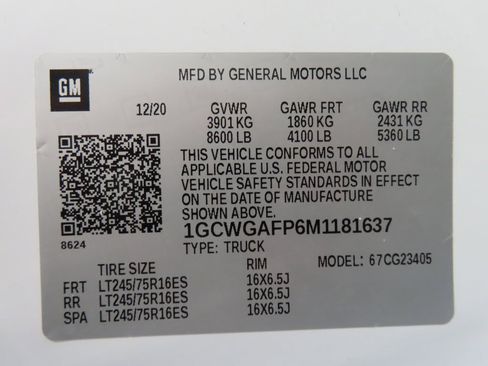 GM
MFD BY GENERAL MOTORS LLC
12/20 GVWR GAWR FRT GAWR RR
3901 KG 1860 KG 2431 KG
8600 LB 4100 LB 5360 LB
THIS VEHICLE CONFORMS TO ALL
APPLICABLE U.S. FEDERAL MOTOR
VEHICLE SAFETY STANDARDS IN EFFECT
ON THE DATE OF MANUFACTURE
SHOWN ABOVE.
8624
1GCWGAFP6M1181637
TYPE: TRUCK
MODEL: 67CG23405
TIRE SIZE RIM
FRT LT245/75R16ES 16X6.5J
RR LT245/75R16ES 16X6.5J
SPA LT245/75R16ES 16X6.5J